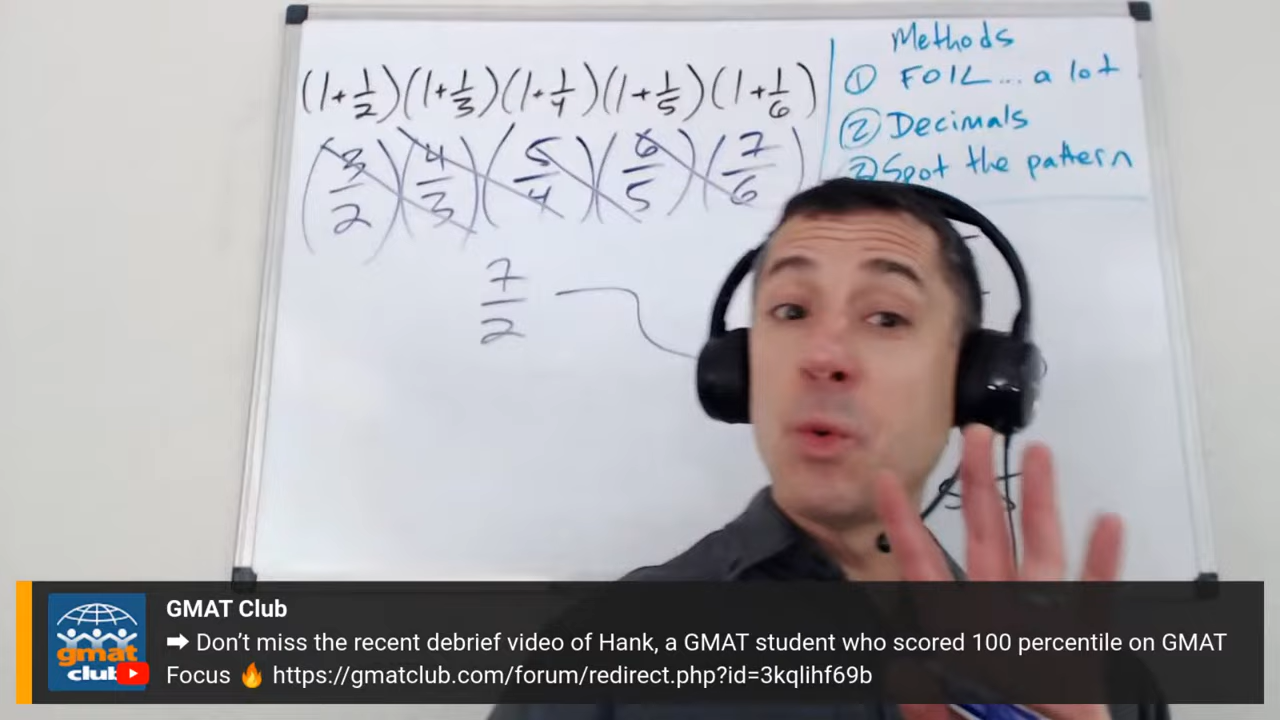 (1+1/2)(1+1/3)(1+1/4)(1+1/5)(1+1/6)
(3/2)(4/3)(5/4)(6/5)(7/6)
7/2
Methods
① FOIL... a lot
② Decimals
③ Spot the pattern
gmat
club
GMAT Club
➡ Don’t miss the recent debrief video of Hank, a GMAT student who scored 100 percentile on GMAT
Focus 🔥 https://gmatclub.com/forum/redirect.php?id=3kqlihf69b